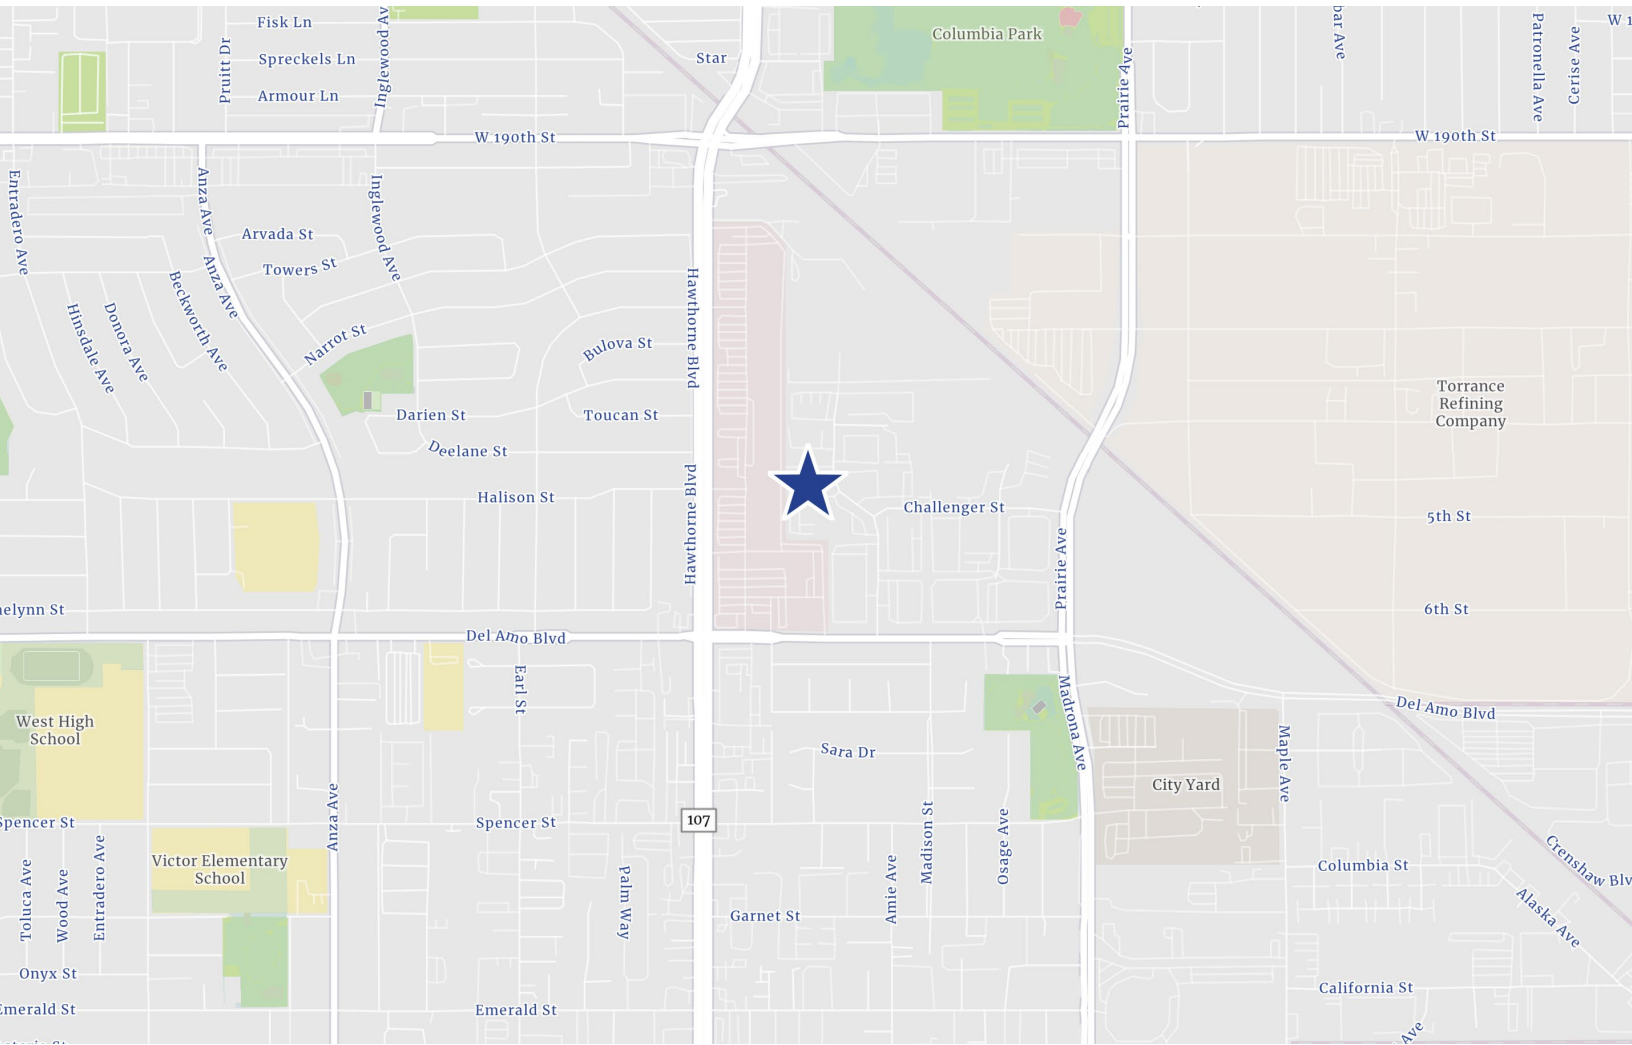 Fisk Ln
Spreckels Ln
Armour Ln
Pruitt Dr
Inglewood Av
Star
Columbia Park
Prairie Ave
Patronella Ave
Cerise Ave
W 1
W 190th St
W 190th St
Entradero Ave
Anza Ave
Inglewood Ave
Arvada St
Towers St
Anza Ave
Beckworth Ave
Donora Ave
Hinsdale Ave
Narrot St
Hawthorne Blvd
Bulova St
Darien St
Toucan St
Deelane St
Halison St
Hawthorne Blvd
Challenger St
Prairie Ave
Torrance
Refining
Company
5th St
6th St
elynn St
Del Amo Blvd
Earl St
West High
School
Madrona Ave
Del Amo Blvd
Sara Dr
City Yard
Maple Ave
Anza Ave
Spencer St
Spencer St
107
Madison St
Osage Ave
Amie Ave
Victor Elementary
School
Toluca Ave
Wood Ave
Entradero Ave
Palm Way
Garnet St
Columbia St
Crenshaw Blv
Alaska Ave
Onyx St
California St
Emerald St
Emerald St
Ave